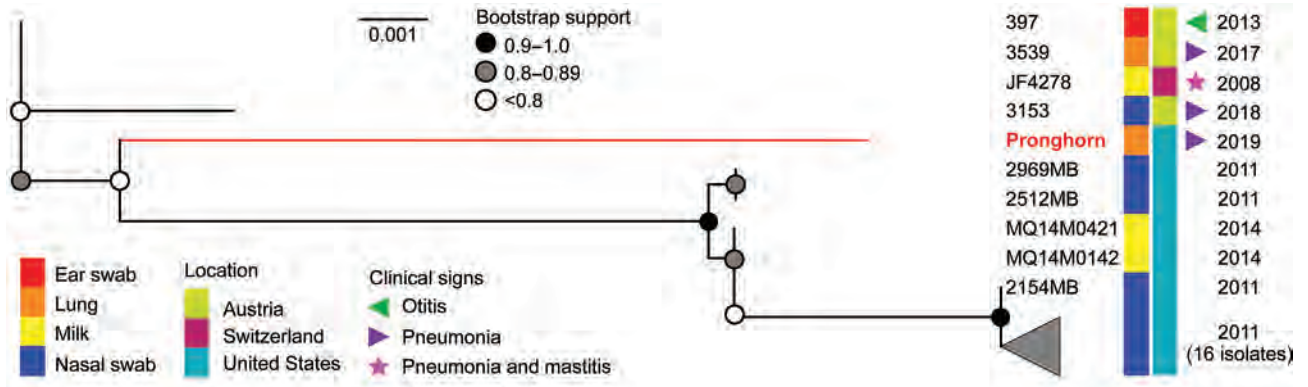 0.001
Bootstrap support
0.9–1.0
0.8–0.89
<0.8
397 2013
3539 2017
JF4278 2008
3153 2018
Pronghorn 2019
2969MB 2011
2512MB 2011
MQ14M0421 2014
MQ14M0142 2014
2154MB 2011
2011
(16 isolates)
Ear swab
Lung
Milk
Nasal swab
Location
Austria
Switzerland
United States
Clinical signs
Otitis
Pneumonia
Pneumonia and mastitis